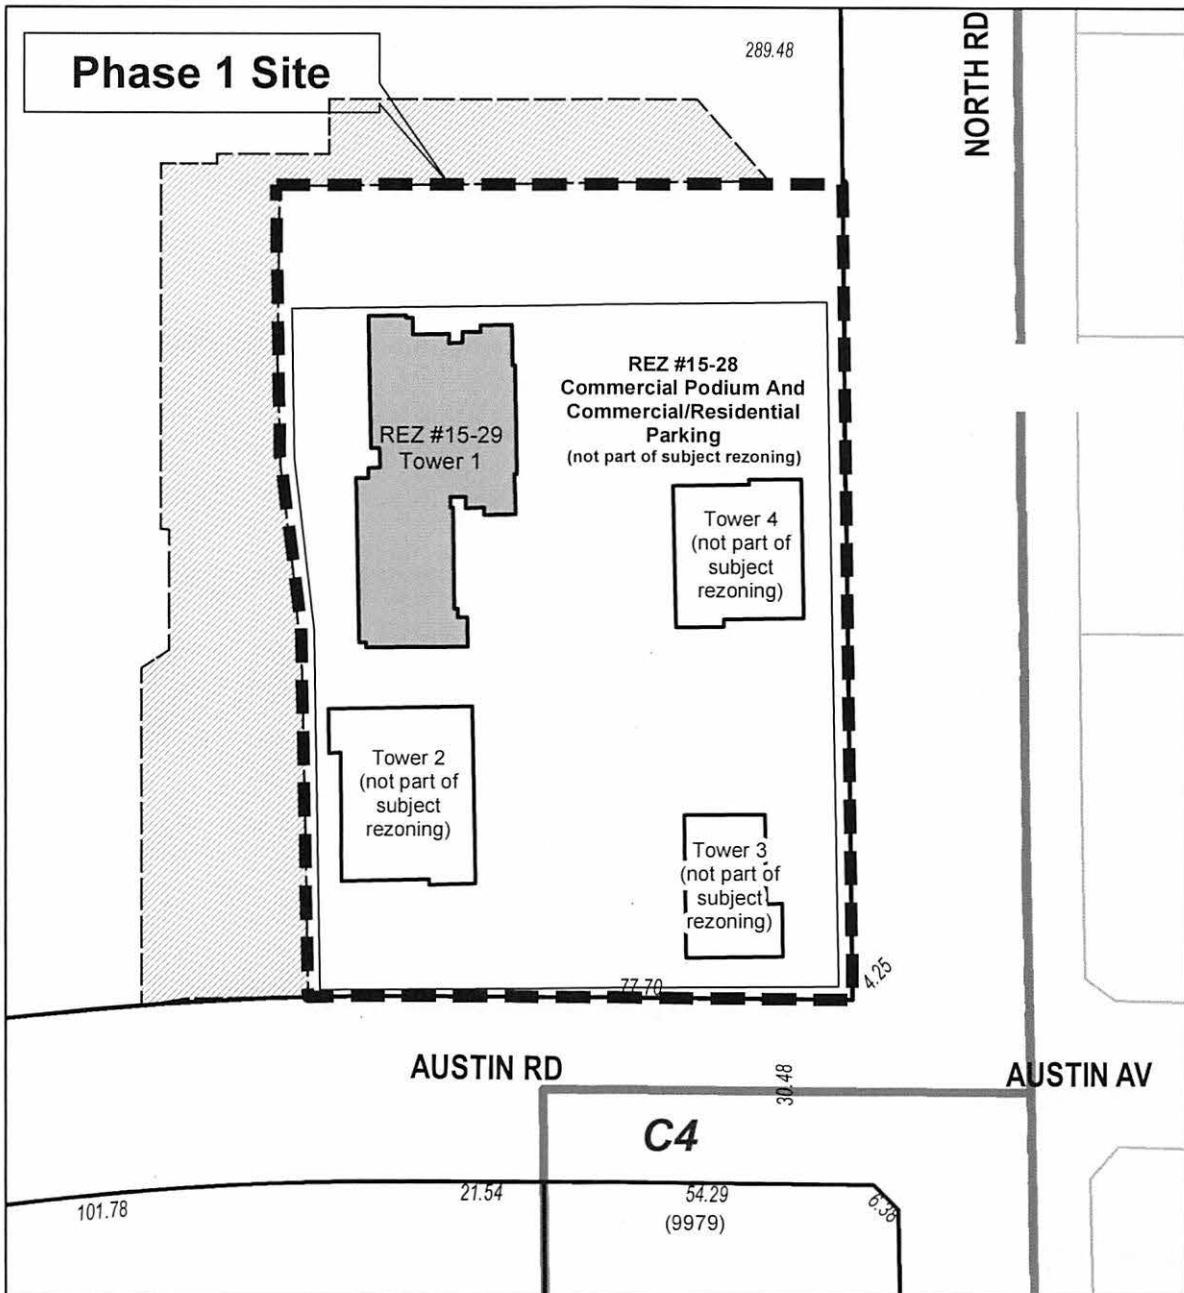 289.48
NORTH RD
Phase 1 Site
REZ #15-28
Commercial Podium And
Commercial/Residential
Parking
(not part of subject rezoning)
REZ #15-29
Tower 1
Tower 4
(not part of
subject
rezoning)
Tower 2
(not part of
subject
rezoning)
Tower 3
(not part of
subject
rezoning)
77.70
4.25
AUSTIN RD
30.48
AUSTIN AV
C4
101.78
21.54
54.29
6.38
(9979)